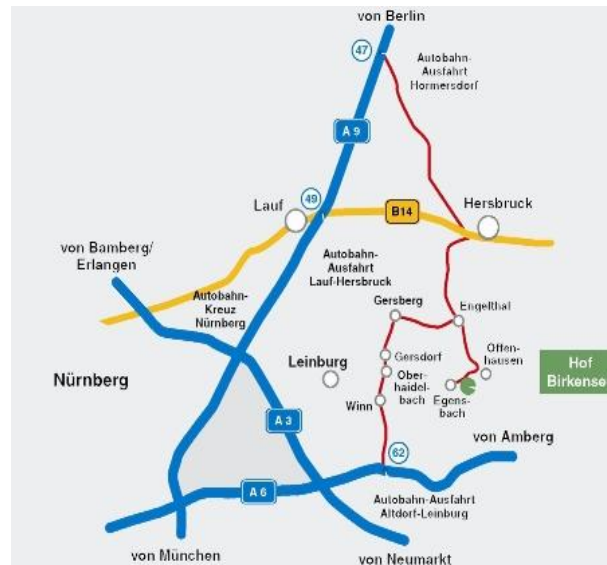 von Berlin
47
Autobahn-
Ausfahrt
Hormersdorf
A 9
Lauf
49
B14
Hersbruck
von Bamberg/
Erlangen
Autobahn-
Ausfahrt
Lauf-Hersbruck
Autobahn-
Kreuz
Nürnberg
Gersberg
Engelthal
Leinburg
Gersdorf
Offen-
hausen
Ober-
haidel-
bach
Hof
Birkensee
Nürnberg
Egens-
bach
Winn
A 3
62
von Amberg
A 6
Autobahn-Ausfahrt
Altdorf-Leinburg
von München
von Neumarkt